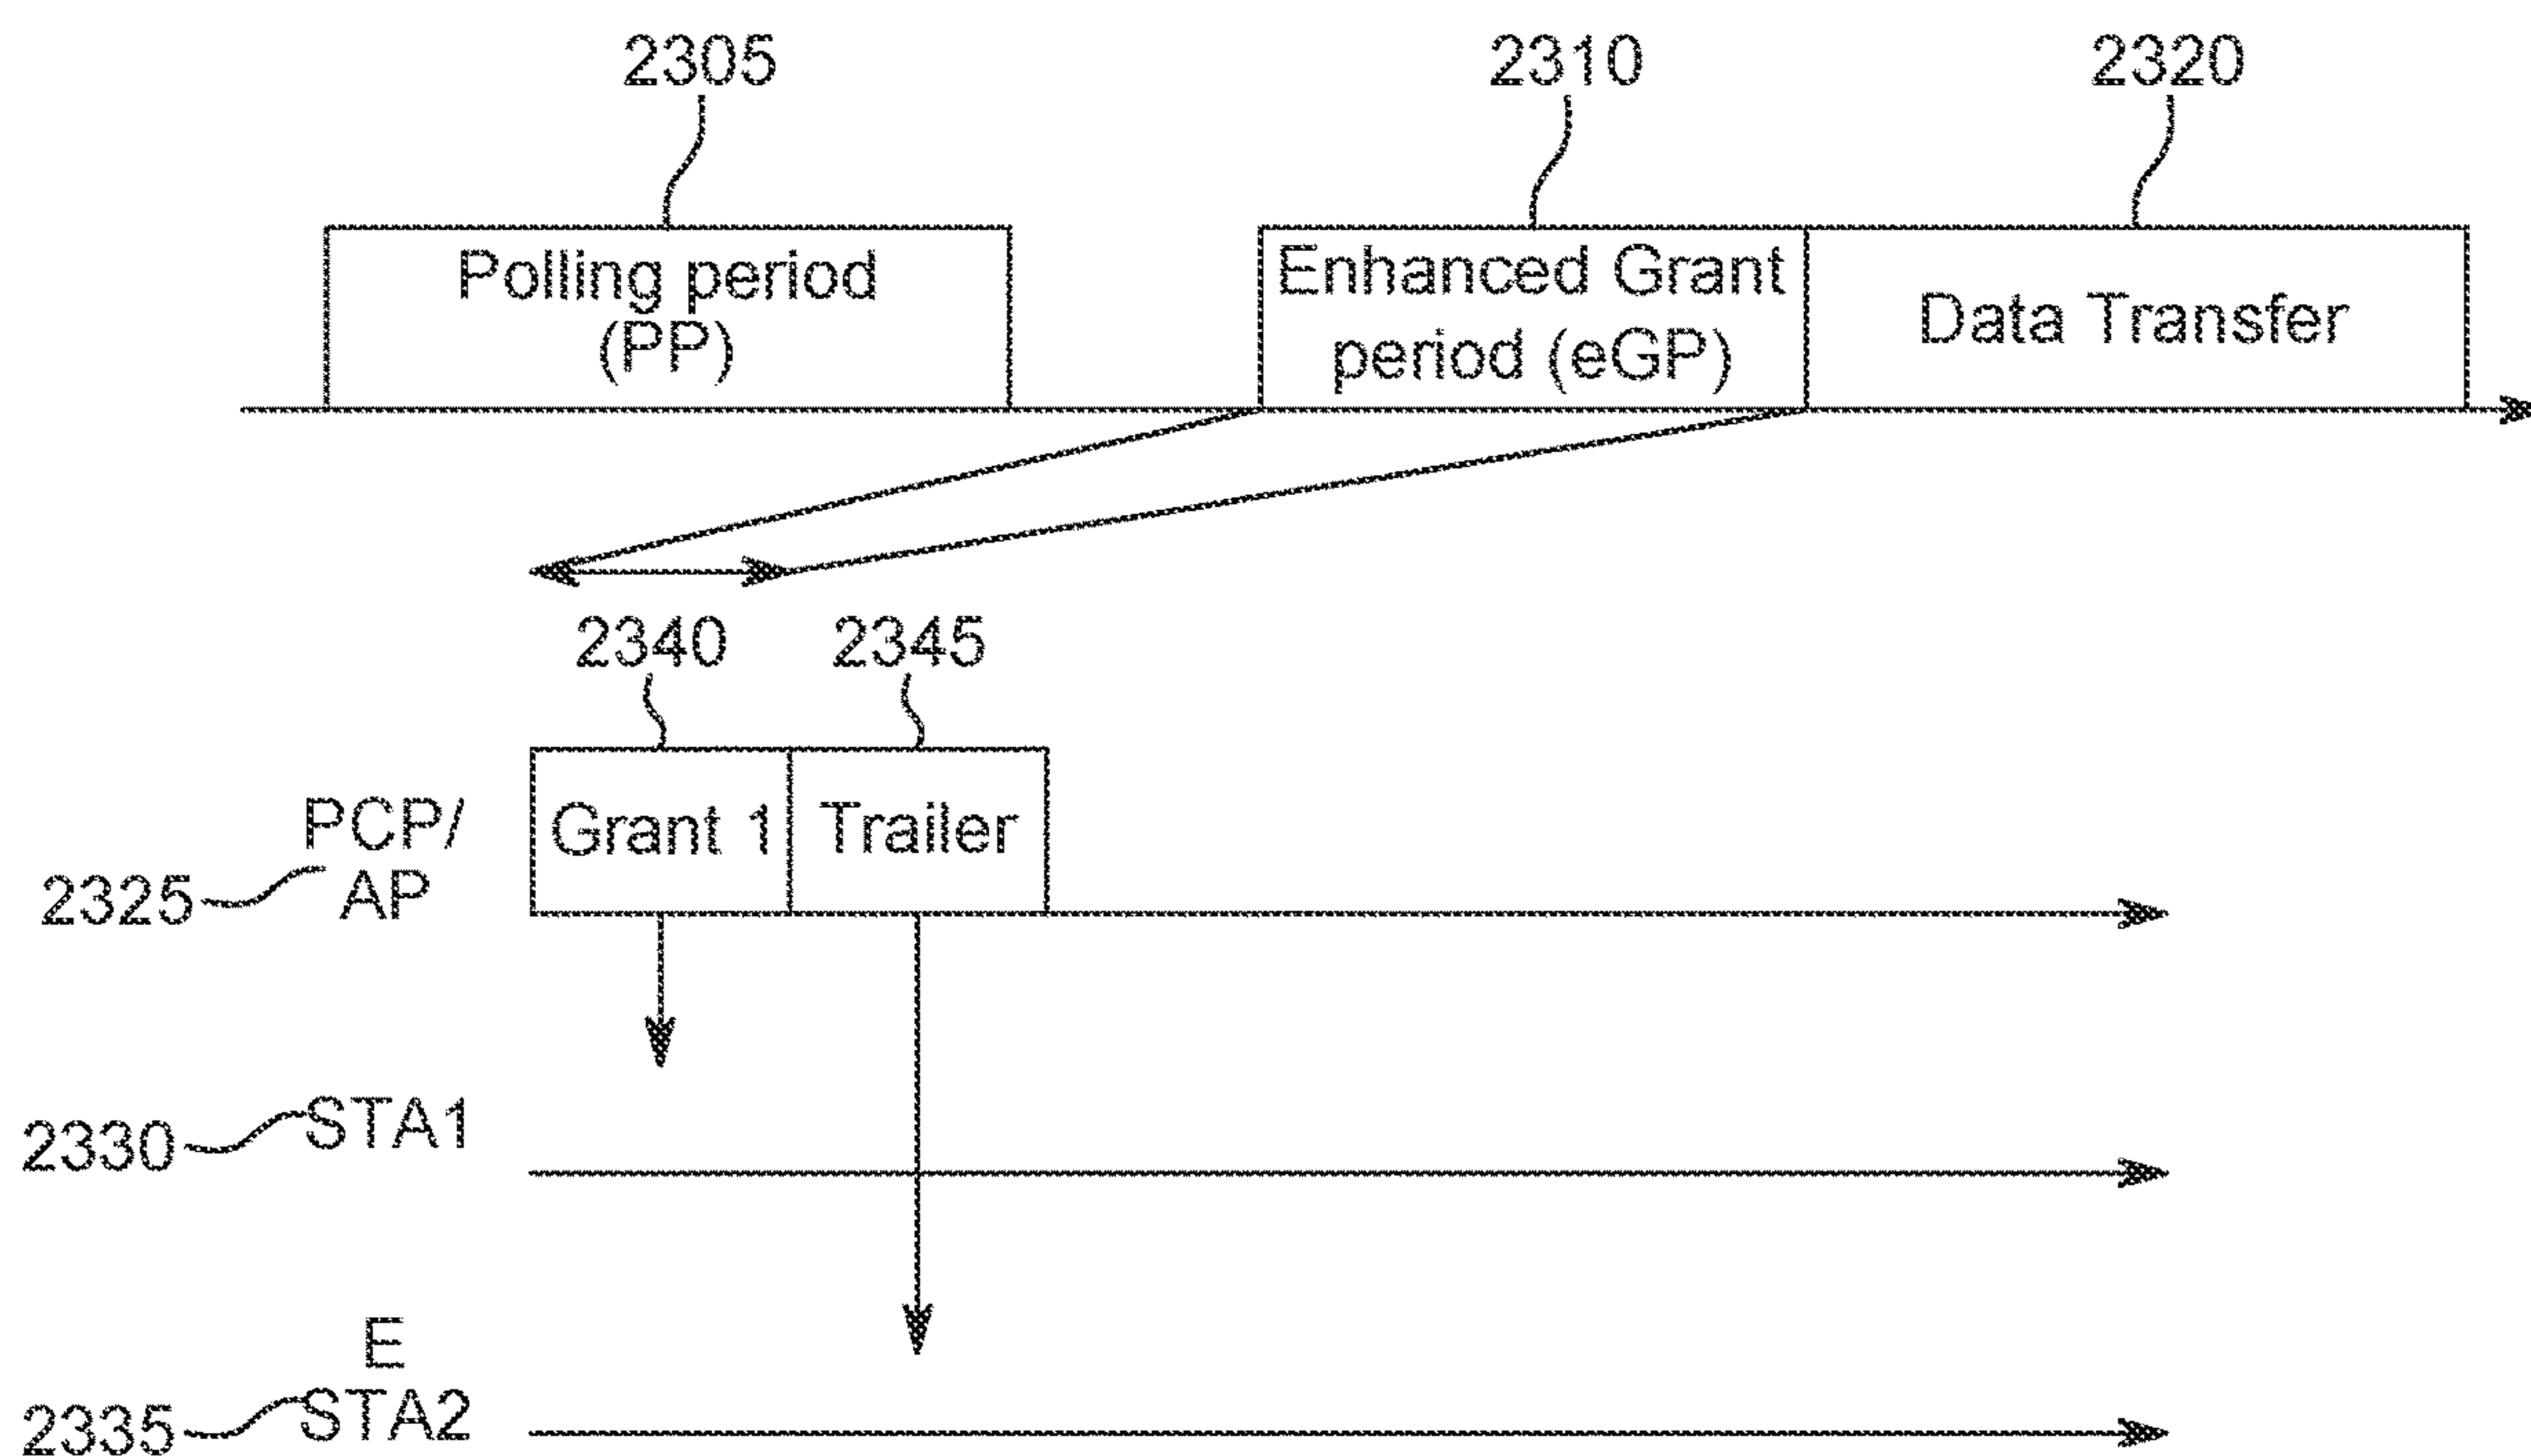 2305
2310
2320
Polling period
(PP)
Enhanced Grant
period (eGP)
Data Transfer
2340
2345
PCP/
AP
Grant 1
Trailer
2325
STA1
2330
E
STA2
2335